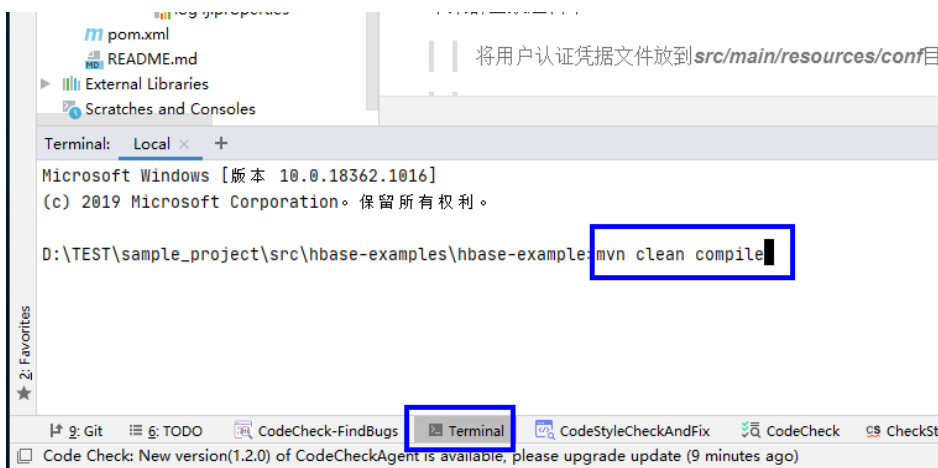 pom.xml
README.md
External Libraries
Scratches and Consoles
将用户认证凭据文件放到src/main/resources/conf目
Terminal: Local × +
Microsoft Windows [版本 10.0.18362.1016]
(c) 2019 Microsoft Corporation。保留所有权利。
D:\TEST\sample_project\src\hbase-examples\hbase-example>mvn clean compile
2: Favorites
9: Git 6: TODO CodeCheck-FindBugs Terminal CodeStyleCheckAndFix CodeCheck CheckSt
Code Check: New version(1.2.0) of CodeCheckAgent is available, please upgrade update (9 minutes ago)